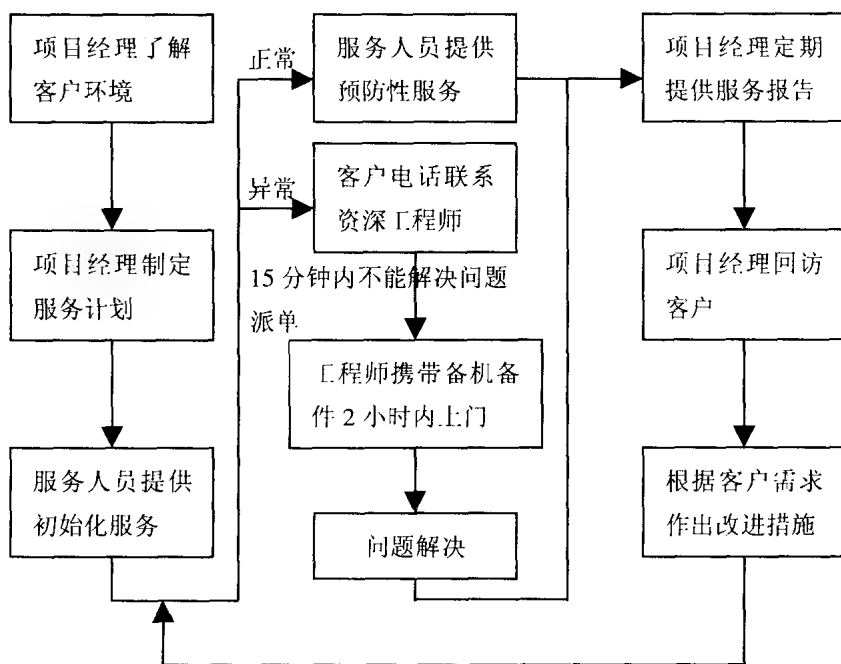 项目经理了解
客户环境
项目经理制定
服务计划
服务人员提供
初始化服务
正常
服务人员提供
预防性服务
异常
客户电话联系
资深工程师
15 分钟内不能解决问题
派单
工程师携带备机备
件 2 小时内上门
问题解决
项目经理定期
提供服务报告
项目经理回访
客户
根据客户需求
作出改进措施